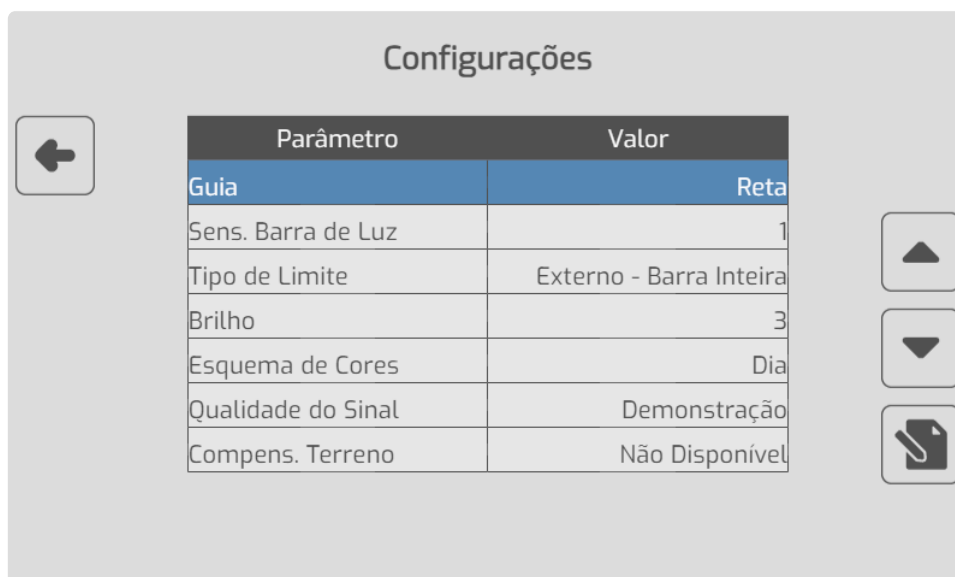 Configurações
Parâmetro Valor
Guia Reta
Sens. Barra de Luz 1
Tipo de Limite Externo - Barra Inteira
Brilho 3
Esquema de Cores Dia
Qualidade do Sinal Demonstração
Compens. Terreno Não Disponível